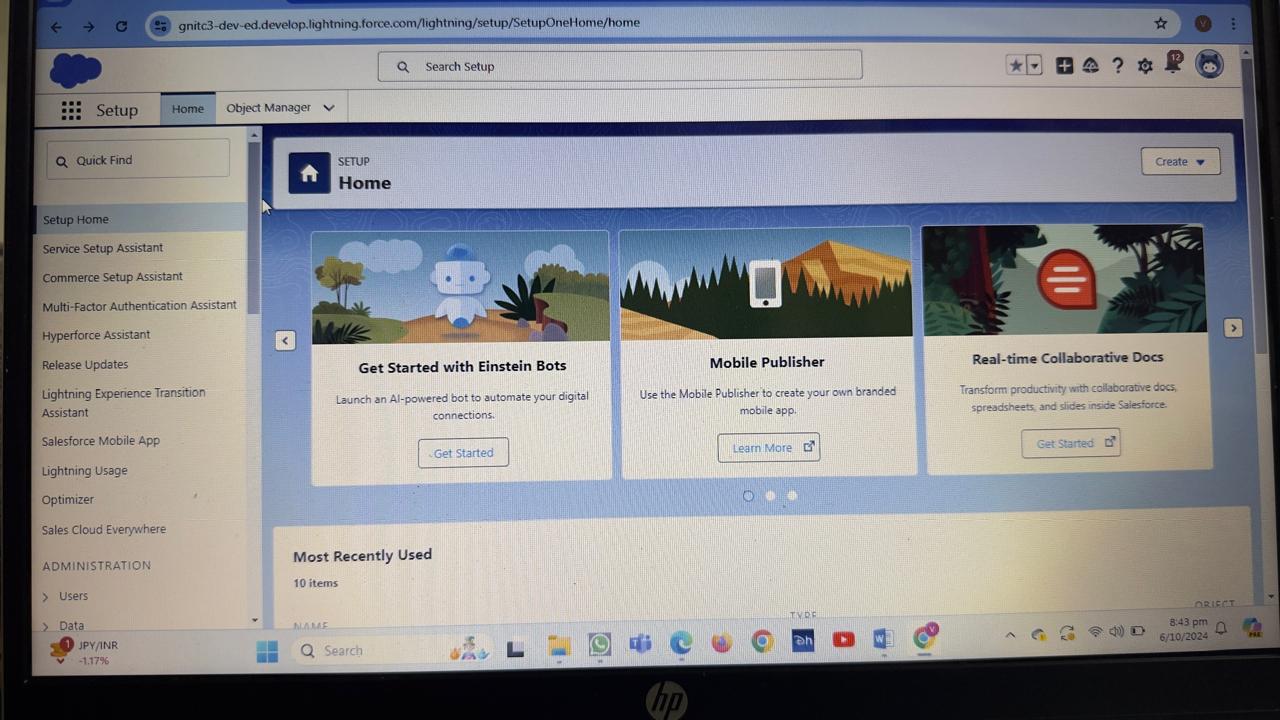 gnitc3-dev-ed.develop.lightning.force.com/lightning/setup/SetupOneHome/home
V
Search Setup
12
Setup
Home
Object Manager
Quick Find
SETUP
Home
Create
Setup Home
Service Setup Assistant
Commerce Setup Assistant
Multi-Factor Authentication Assistant
Hyperforce Assistant
Release Updates
Lightning Experience Transition
Assistant
Salesforce Mobile App
Lightning Usage
Optimizer
Sales Cloud Everywhere
ADMINISTRATION
Users
Data
Get Started with Einstein Bots
Launch an AI-powered bot to automate your digital
connections.
Get Started
Mobile Publisher
Use the Mobile Publisher to create your own branded
mobile app.
Learn More
Real-time Collaborative Docs
Transform productivity with collaborative docs,
spreadsheets, and slides inside Salesforce.
Get Started
Most Recently Used
10 items
NAME
TYPE
OBJECT
1
JPY/INR
-1.17%
Search
V
8:43 pm
6/10/2024
PRE
hp